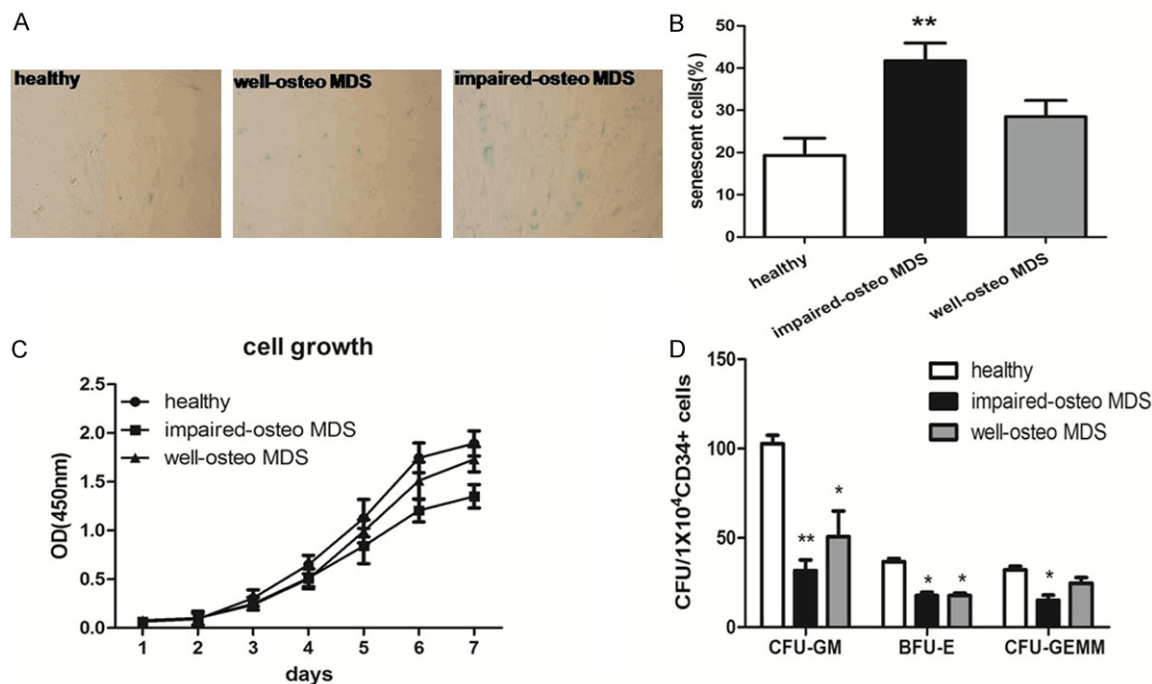 A
healthy
well-osteo MDS
impaired-osteo MDS
B
senescent cells(%)
50
40
30
20
10
0
**
healthy
impaired-osteo MDS
well-osteo MDS
C
cell growth
OD(450nm)
2.5
2.0
1.5
1.0
0.5
0.0
healthy
impaired-osteo MDS
well-osteo MDS
1 2 3 4 5 6 7
days
D
CFU/1X10⁴CD34+ cells
150
100
50
0
healthy
impaired-osteo MDS
well-osteo MDS
** *
* *
*
CFU-GM BFU-E CFU-GEMM